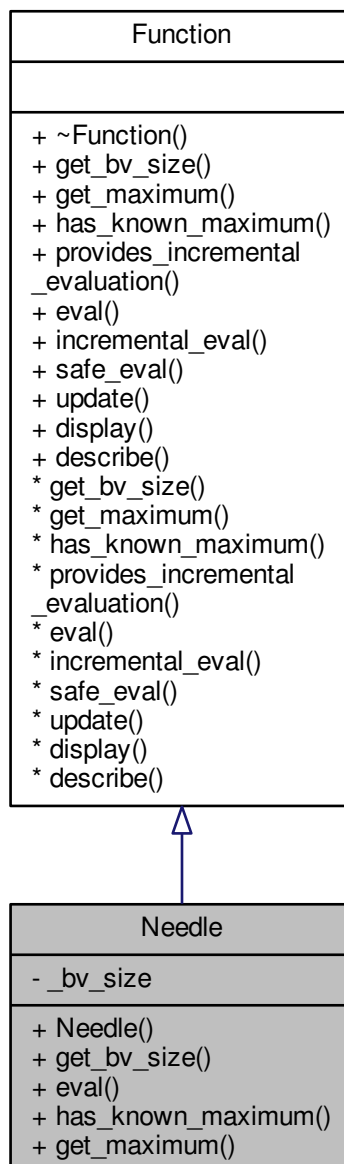 Function
+ ~Function()
+ get_bv_size()
+ get_maximum()
+ has_known_maximum()
+ provides_incremental
_evaluation()
+ eval()
+ incremental_eval()
+ safe_eval()
+ update()
+ display()
+ describe()
* get_bv_size()
* get_maximum()
* has_known_maximum()
* provides_incremental
_evaluation()
* eval()
* incremental_eval()
* safe_eval()
* update()
* display()
* describe()
Needle
- _bv_size
+ Needle()
+ get_bv_size()
+ eval()
+ has_known_maximum()
+ get_maximum()